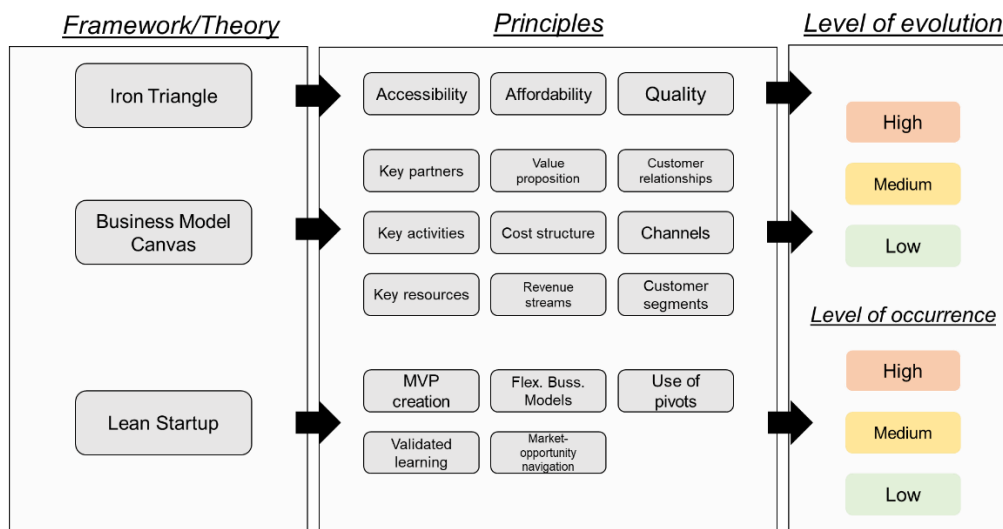 Framework/Theory
Principles
Level of evolution
Iron Triangle
Accessibility
Affordability
Quality
High
Key partners
Value
proposition
Customer
relationships
Medium
Business Model
Canvas
Key activities
Cost structure
Channels
Low
Key resources
Revenue
streams
Customer
segments
Level of occurrence
High
MVP
creation
Flex. Buss.
Models
Use of
pivots
Lean Startup
Medium
Validated
learning
Market-
opportunity
navigation
Low